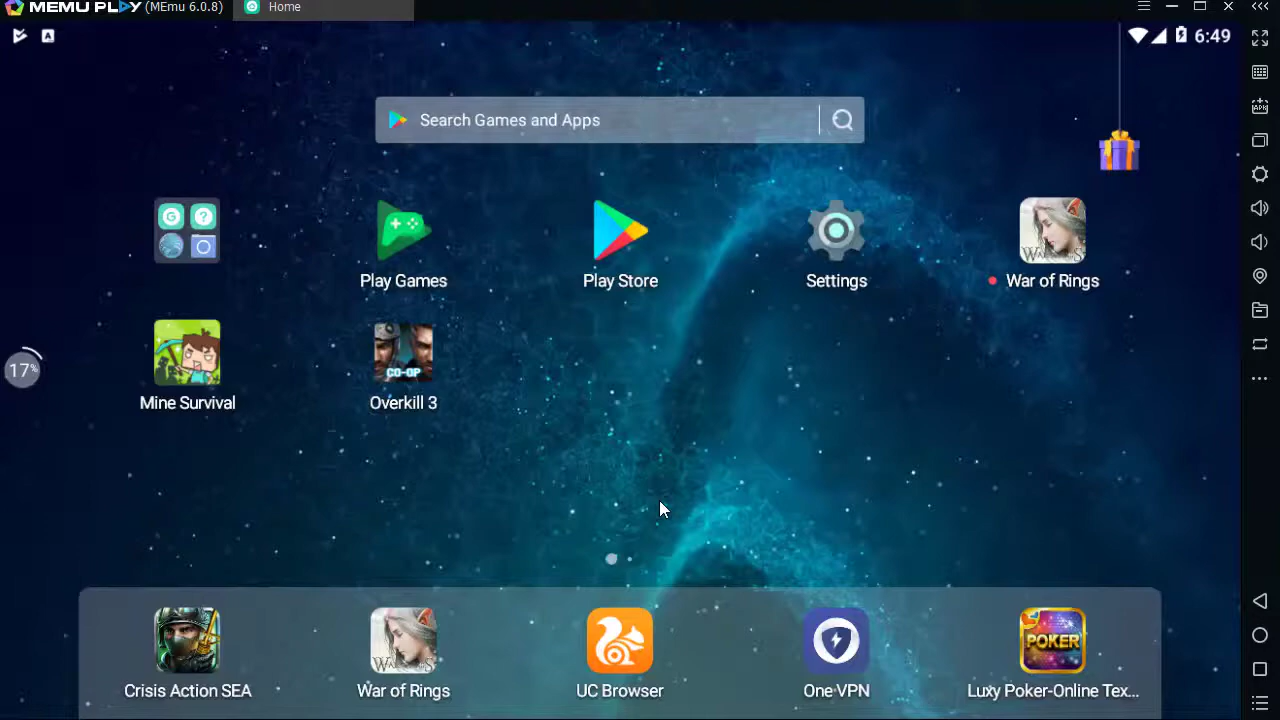 MEMU PLAY (MEmu 6.0.8)
Home
6:49
Search Games and Apps
Play Games
Play Store
Settings
War of Rings
17%
CO-OP
Mine Survival
Overkill 3
POKER
Crisis Action SEA
War of Rings
UC Browser
One VPN
Luxy Poker-Online Tex...